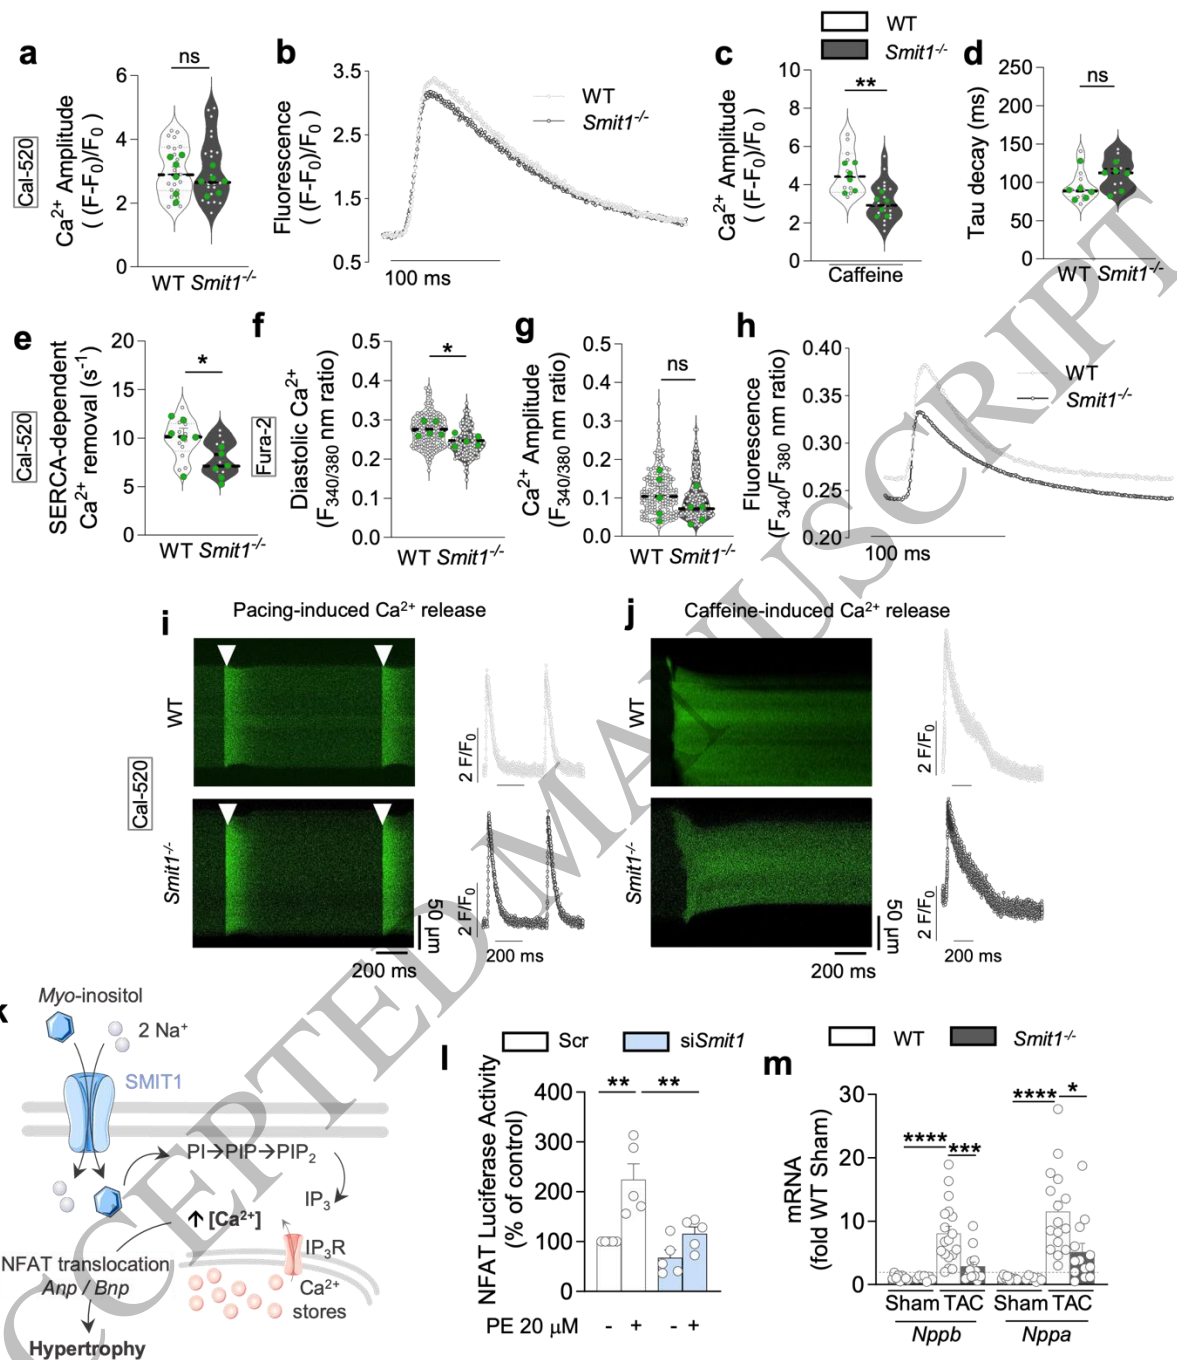 WT
Smit1-/-
a
ns
Cal-520
Ca2+ Amplitude
( (F-F0)/F0 )
6
4
2
0
WT Smit1-/-
b
Fluorescence
( (F-F0)/F0 )
3.5
2.5
1.5
0.5
WT
Smit1-/-
100 ms
c
**
Ca2+ Amplitude
( (F-F0)/F0 )
10
8
6
4
2
0
Caffeine
d
ns
Tau decay (ms)
250
200
150
100
50
0
WT Smit1-/-
e
*
Cal-520
SERCA-dependent
Ca2+ removal (s-1)
20
15
10
5
0
WT Smit1-/-
f
*
Fura-2
Diastolic Ca2+
(F340/380 nm ratio)
0.5
0.4
0.3
0.2
0.1
0.0
WT Smit1-/-
g
ns
Ca2+ Amplitude
(F340/380 nm ratio)
0.5
0.4
0.3
0.2
0.1
0.0
WT Smit1-/-
h
Fluorescence
(F340/F380 nm ratio)
0.40
0.35
0.30
0.25
0.20
WT
Smit1-/-
100 ms
i
Pacing-induced Ca2+ release
Cal-520
WT
2 F/F0
Smit1-/-
2 F/F0
50 µm
200 ms
200 ms
j
Caffeine-induced Ca2+ release
WT
2 F/F0
Smit1-/-
2 F/F0
50 µm
200 ms
200 ms
k
Myo-inositol
2 Na+
SMIT1
PI→PIP→PIP2
IP3
↑ [Ca2+]
IP3R
NFAT translocation
Anp / Bnp
Ca2+
stores
Hypertrophy
l
Scr
siSmit1
** **
NFAT Luciferase Activity
(% of control)
400
300
200
100
0
PE 20 µM - + - +
m
WT
Smit1-/-
**** ***
**** *
mRNA
(fold WT Sham)
30
20
10
0
Sham TAC Sham TAC
Nppb Nppa
CCEPTED MANUSCRIPT